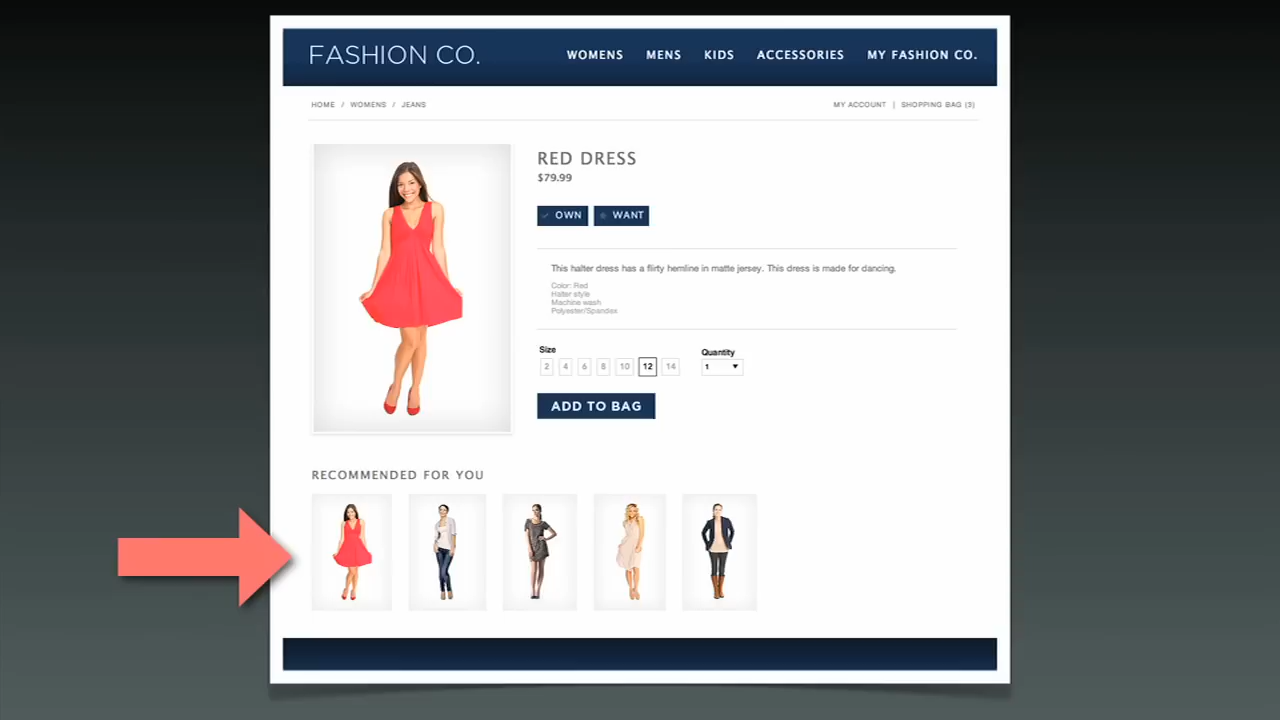 FASHION CO.
WOMENS MENS KIDS ACCESSORIES MY FASHION CO.
HOME / WOMENS / JEANS
MY ACCOUNT | SHOPPING BAG (3)
RED DRESS
$79.99
OWN WANT
This halter dress has a flirty hemline in matte jersey. This dress is made for dancing.
Color: Red
Halter style
Machine wash
Polyester/Spandex
Size
2 4 6 8 10 12 14
Quantity
1
ADD TO BAG
RECOMMENDED FOR YOU